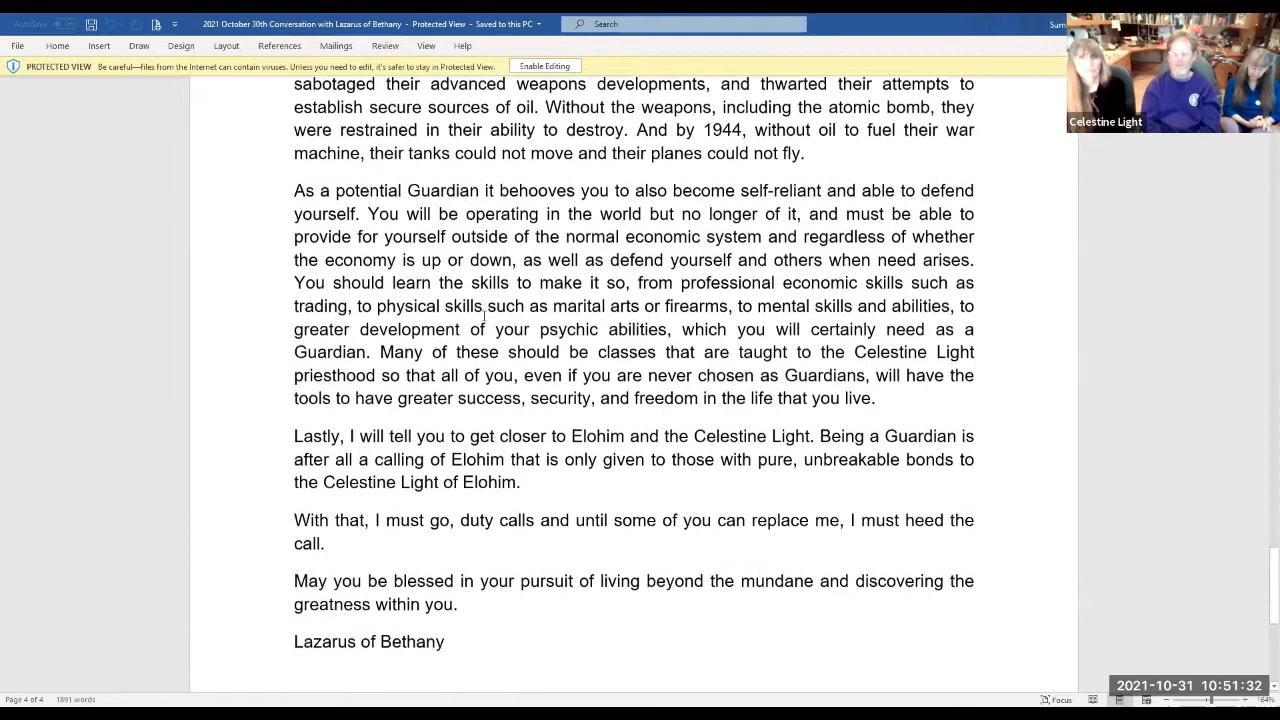 AutoSave
2021 October 30th Conversation with Lazarus of Bethany - Protected View - Saved to this PC
Search
File Home Insert Draw Design Layout References Mailings Review View Help
PROTECTED VIEW Be careful—files from the Internet can contain viruses. Unless you need to edit, it's safer to stay in Protected View. Enable Editing
Celestine Light
sabotaged their advanced weapons developments, and thwarted their attempts to
establish secure sources of oil. Without the weapons, including the atomic bomb, they
were restrained in their ability to destroy. And by 1944, without oil to fuel their war
machine, their tanks could not move and their planes could not fly.
As a potential Guardian it behooves you to also become self-reliant and able to defend
yourself. You will be operating in the world but no longer of it, and must be able to
provide for yourself outside of the normal economic system and regardless of whether
the economy is up or down, as well as defend yourself and others when need arises.
You should learn the skills to make it so, from professional economic skills such as
trading, to physical skills such as marital arts or firearms, to mental skills and abilities, to
greater development of your psychic abilities, which you will certainly need as a
Guardian. Many of these should be classes that are taught to the Celestine Light
priesthood so that all of you, even if you are never chosen as Guardians, will have the
tools to have greater success, security, and freedom in the life that you live.
Lastly, I will tell you to get closer to Elohim and the Celestine Light. Being a Guardian is
after all a calling of Elohim that is only given to those with pure, unbreakable bonds to
the Celestine Light of Elohim.
With that, I must go, duty calls and until some of you can replace me, I must heed the
call.
May you be blessed in your pursuit of living beyond the mundane and discovering the
greatness within you.
Lazarus of Bethany
2021-10-31 10:51:32
Page 4 of 4 1891 words Focus 164%